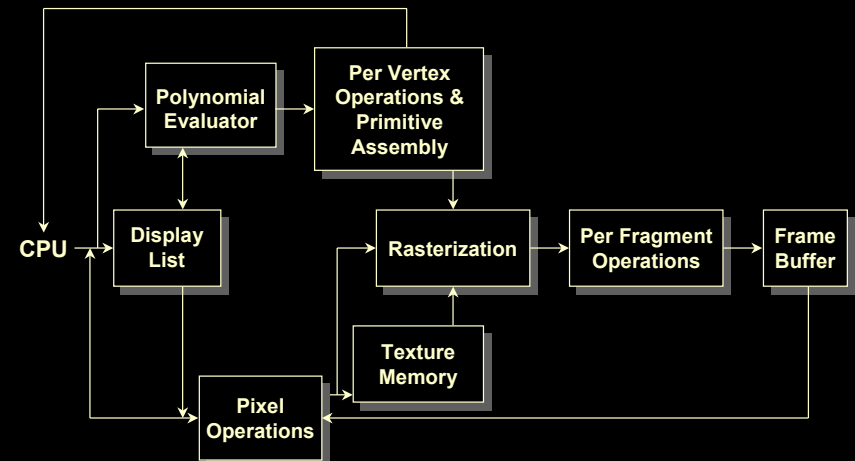 Polynomial
Evaluator
Per Vertex
Operations &
Primitive
Assembly
CPU
Display
List
Rasterization
Per Fragment
Operations
Frame
Buffer
Texture
Memory
Pixel
Operations